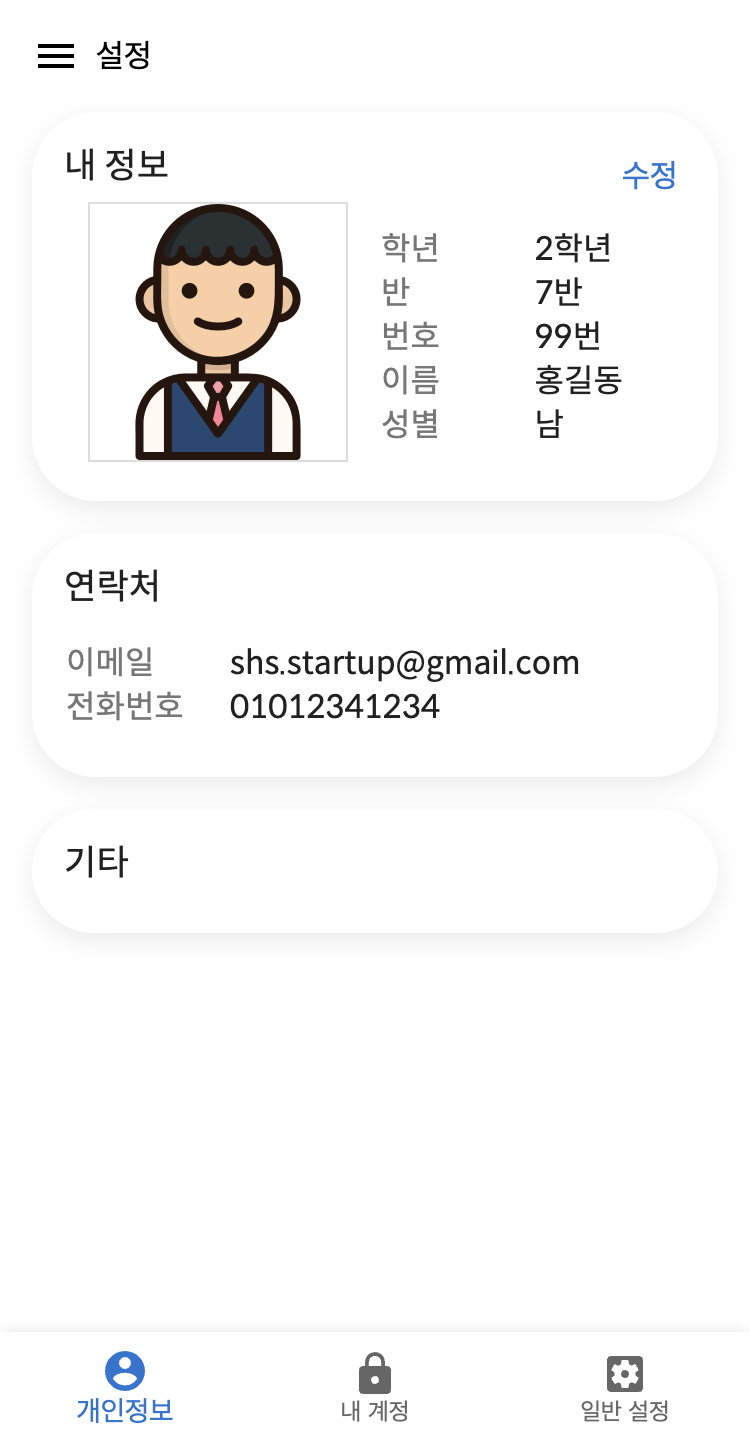 설정
내 정보
수정
학년 2학년
반 7반
번호 99번
이름 홍길동
성별 남
연락처
이메일 shs.startup@gmail.com
전화번호 01012341234
기타
개인정보 내 계정 일반 설정